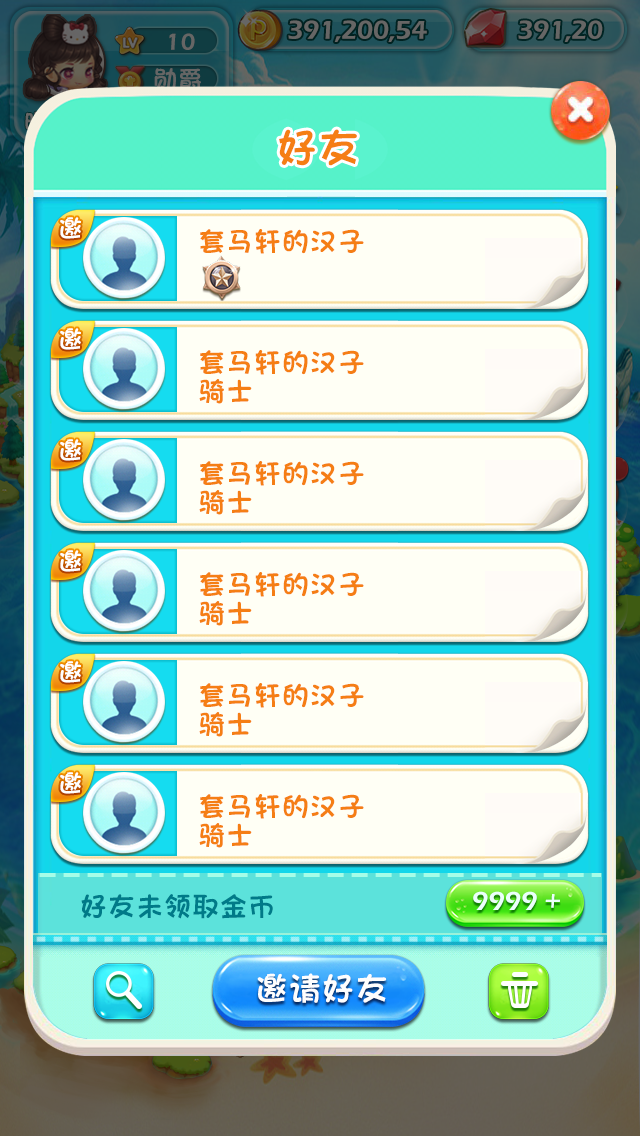 LV 10
391,200,54
391,20
勋爵
好友
邀
套马轩的汉子
邀
套马轩的汉子
骑士
邀
套马轩的汉子
骑士
邀
套马轩的汉子
骑士
邀
套马轩的汉子
骑士
邀
套马轩的汉子
骑士
好友未领取金币
9999 +
邀请好友